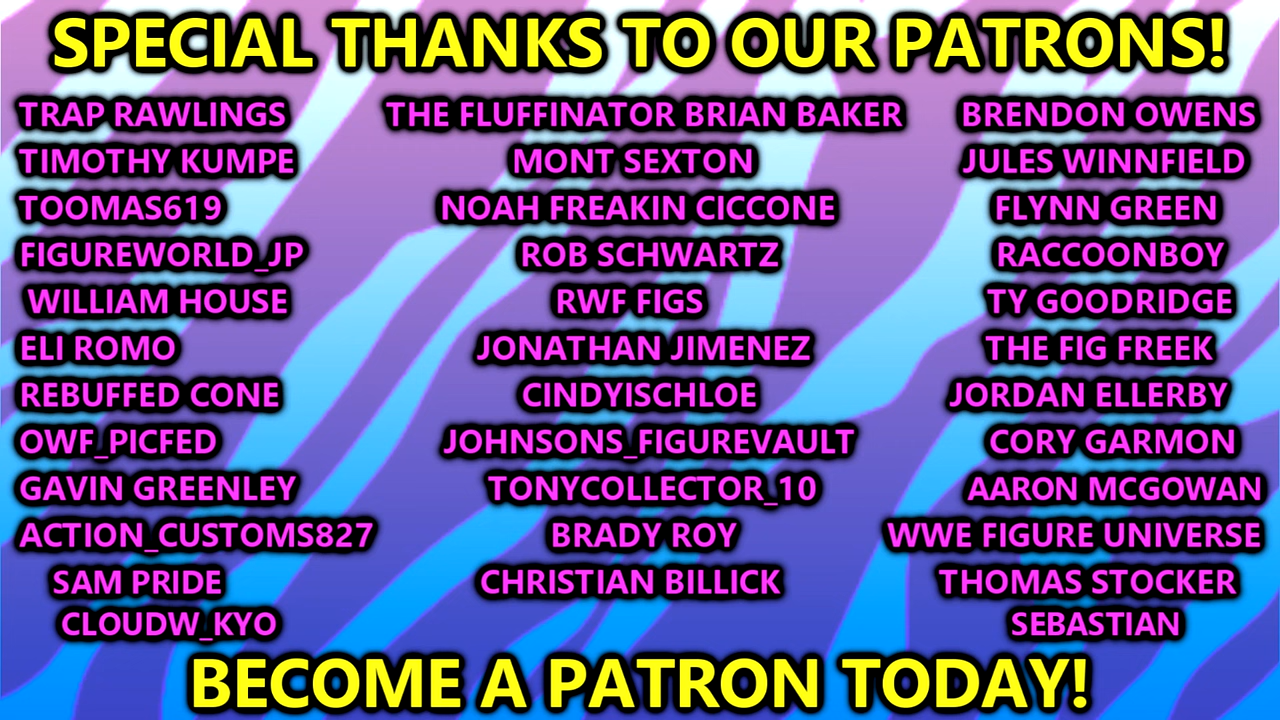 SPECIAL THANKS TO OUR PATRONS!
TRAP RAWLINGS THE FLUFFINATOR BRIAN BAKER BRENDON OWENS
TIMOTHY KUMPE MONT SEXTON JULES WINNFIELD
TOOMAS619 NOAH FREAKIN CICCONE FLYNN GREEN
FIGUREWORLD_JP ROB SCHWARTZ RACCOONBOY
WILLIAM HOUSE RWF FIGS TY GOODRIDGE
ELI ROMO JONATHAN JIMENEZ THE FIG FREEK
REBUFFED CONE CINDYISCHLOE JORDAN ELLERBY
OWF_PICFED JOHNSONS_FIGUREVAULT CORY GARMON
GAVIN GREENLEY TONYCOLLECTOR_10 AARON MCGOWAN
ACTION_CUSTOMS827 BRADY ROY WWE FIGURE UNIVERSE
SAM PRIDE CHRISTIAN BILLICK THOMAS STOCKER
CLOUDW_KYO SEBASTIAN
BECOME A PATRON TODAY!